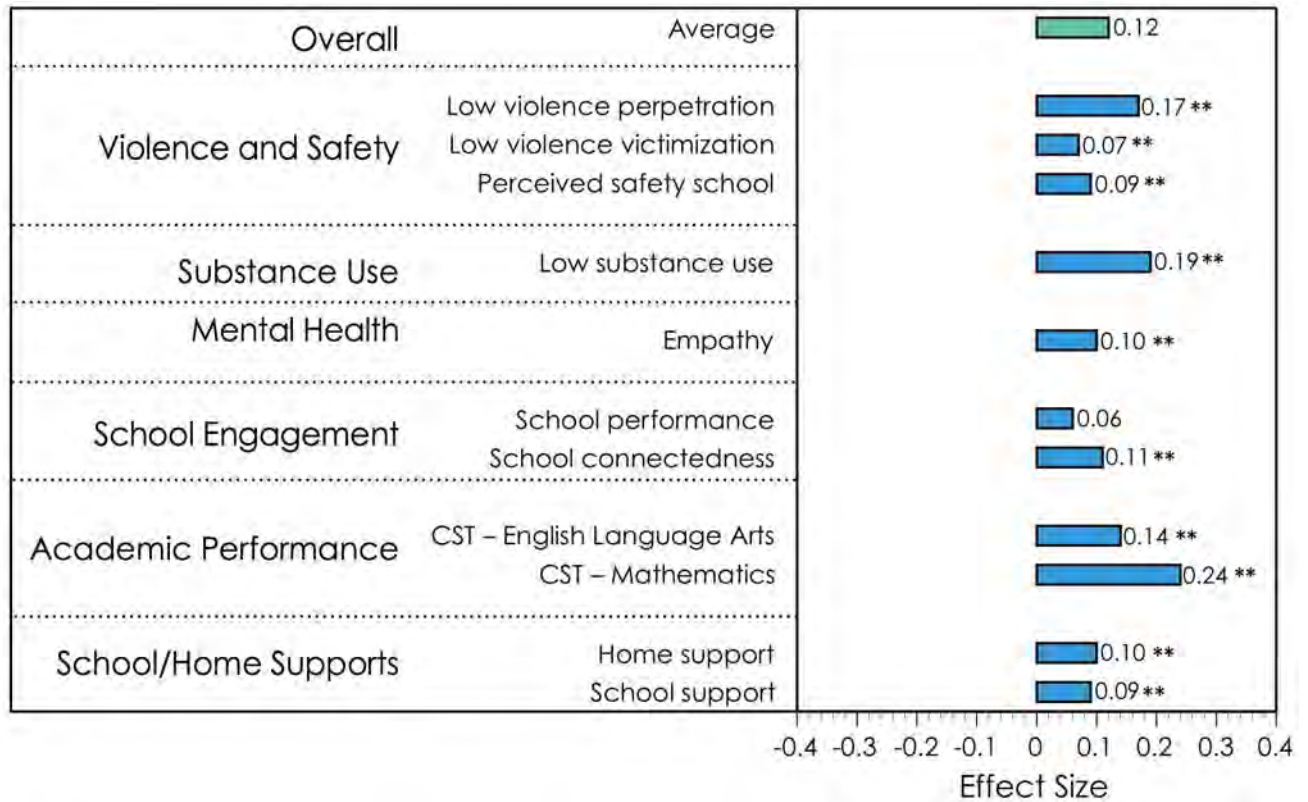 Overall Average 0.12
Low violence perpetration 0.17 **
Violence and Safety Low violence victimization 0.07 **
Perceived safety school 0.09 **
Substance Use Low substance use 0.19 **
Mental Health Empathy 0.10 **
School performance 0.06
School Engagement School connectedness 0.11 **
CST – English Language Arts 0.14 **
Academic Performance CST – Mathematics 0.24 **
School/Home Supports Home support 0.10 **
School support 0.09 **
-0.4 -0.3 -0.2 -0.1 0 0.1 0.2 0.3 0.4
Effect Size